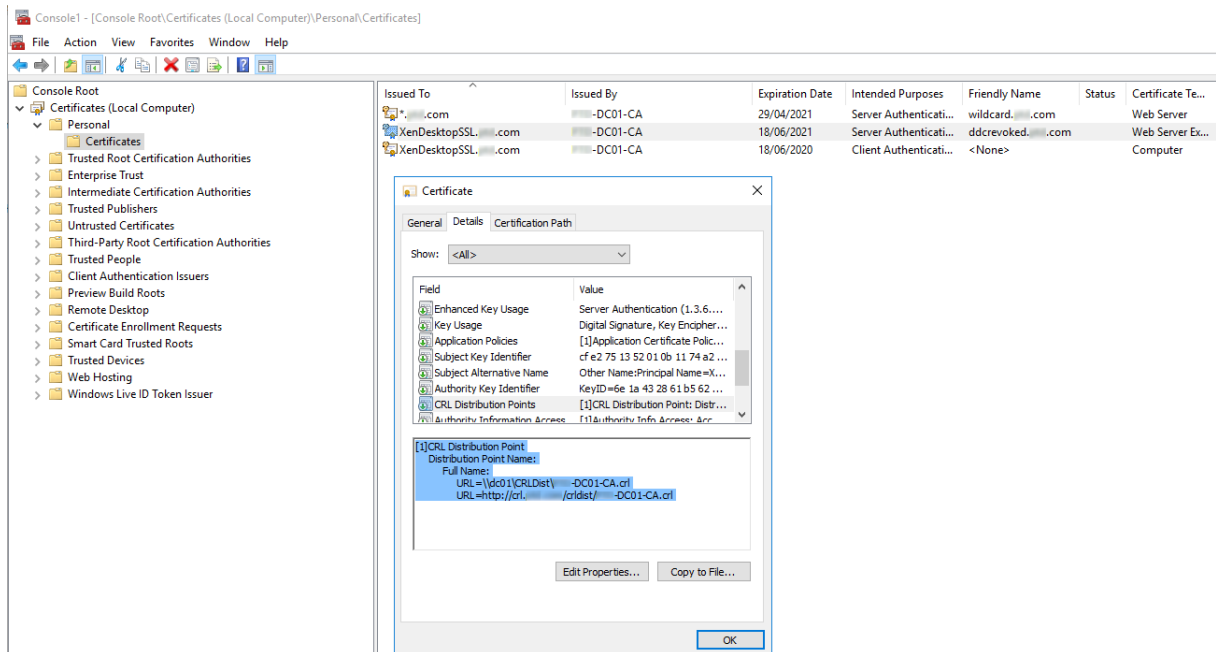 Console1 - [Console Root\Certificates (Local Computer)\Personal\Certificates]
File Action View Favorites Window Help
Console Root
Certificates (Local Computer)
Personal
Certificates
Trusted Root Certification Authorities
Enterprise Trust
Intermediate Certification Authorities
Trusted Publishers
Untrusted Certificates
Third-Party Root Certification Authorities
Trusted People
Client Authentication Issuers
Preview Build Roots
Remote Desktop
Certificate Enrollment Requests
Smart Card Trusted Roots
Trusted Devices
Web Hosting
Windows Live ID Token Issuer
Issued To Issued By Expiration Date Intended Purposes Friendly Name Status Certificate Te...
*. .com -DC01-CA 29/04/2021 Server Authenticati... wildcard. .com Web Server
XenDesktopSSL. .com -DC01-CA 18/06/2021 Server Authenticati... ddcrevoked. .com Web Server Ex...
XenDesktopSSL. .com -DC01-CA 18/06/2020 Client Authenticati... <None> Computer
Certificate
General Details Certification Path
Show: <All>
Field Value
Enhanced Key Usage Server Authentication (1.3.6....
Key Usage Digital Signature, Key Encipher...
Application Policies [1]Application Certificate Polic...
Subject Key Identifier cf e2 75 13 52 01 0b 11 74 a2 ...
Subject Alternative Name Other Name:Principal Name=X...
Authority Key Identifier KeyID=6e 1a 43 28 61 b5 62 ...
CRL Distribution Points [1]CRL Distribution Point: Distr...
Authority Information Access [1]Authority Info Access: Acc...
[1]CRL Distribution Point
Distribution Point Name:
Full Name:
URL=\\dc01\CRLDist\ -DC01-CA.crl
URL=http://crl. /crldist/ -DC01-CA.crl
Edit Properties... Copy to File...
OK